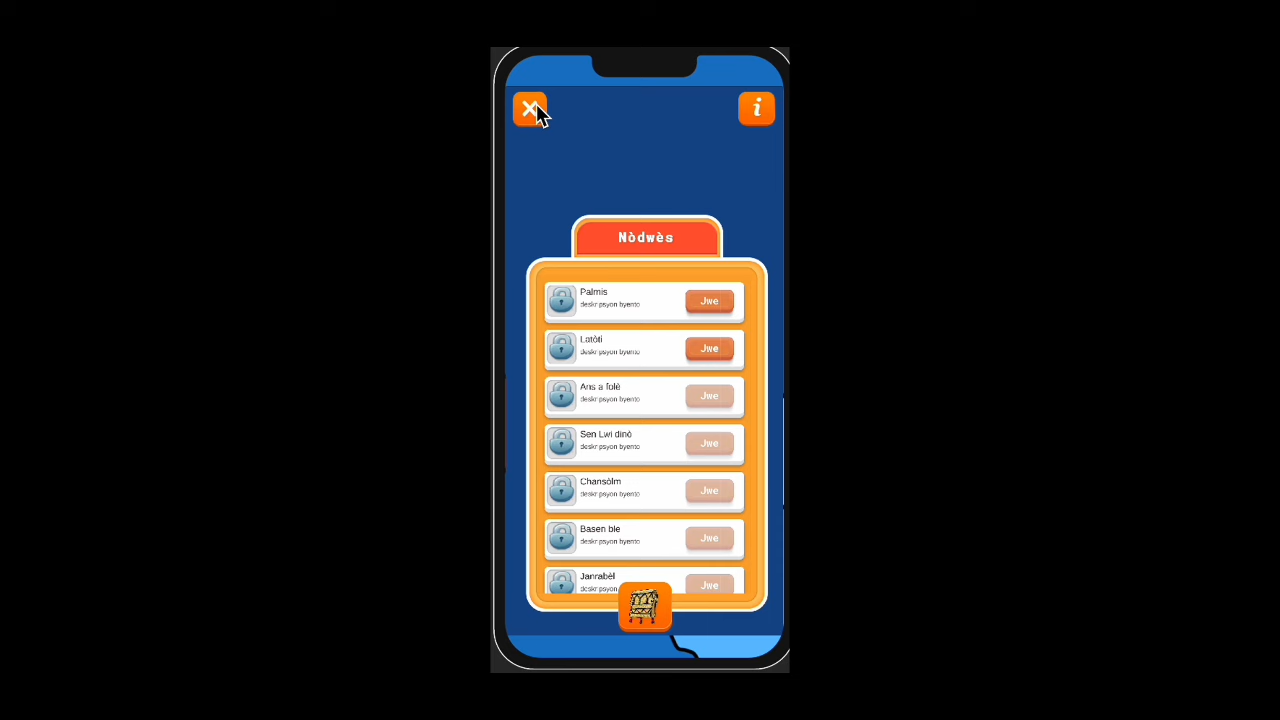 i
Nòdwès
Palmis
deskripsyon byento
Jwe
Latòti
deskripsyon byento
Jwe
Ans a folè
deskripsyon byento
Jwe
Sen Lwi dinò
deskripsyon byento
Jwe
Chansòlm
deskripsyon byento
Jwe
Basen ble
deskripsyon byento
Jwe
Janrabèl
Jwe